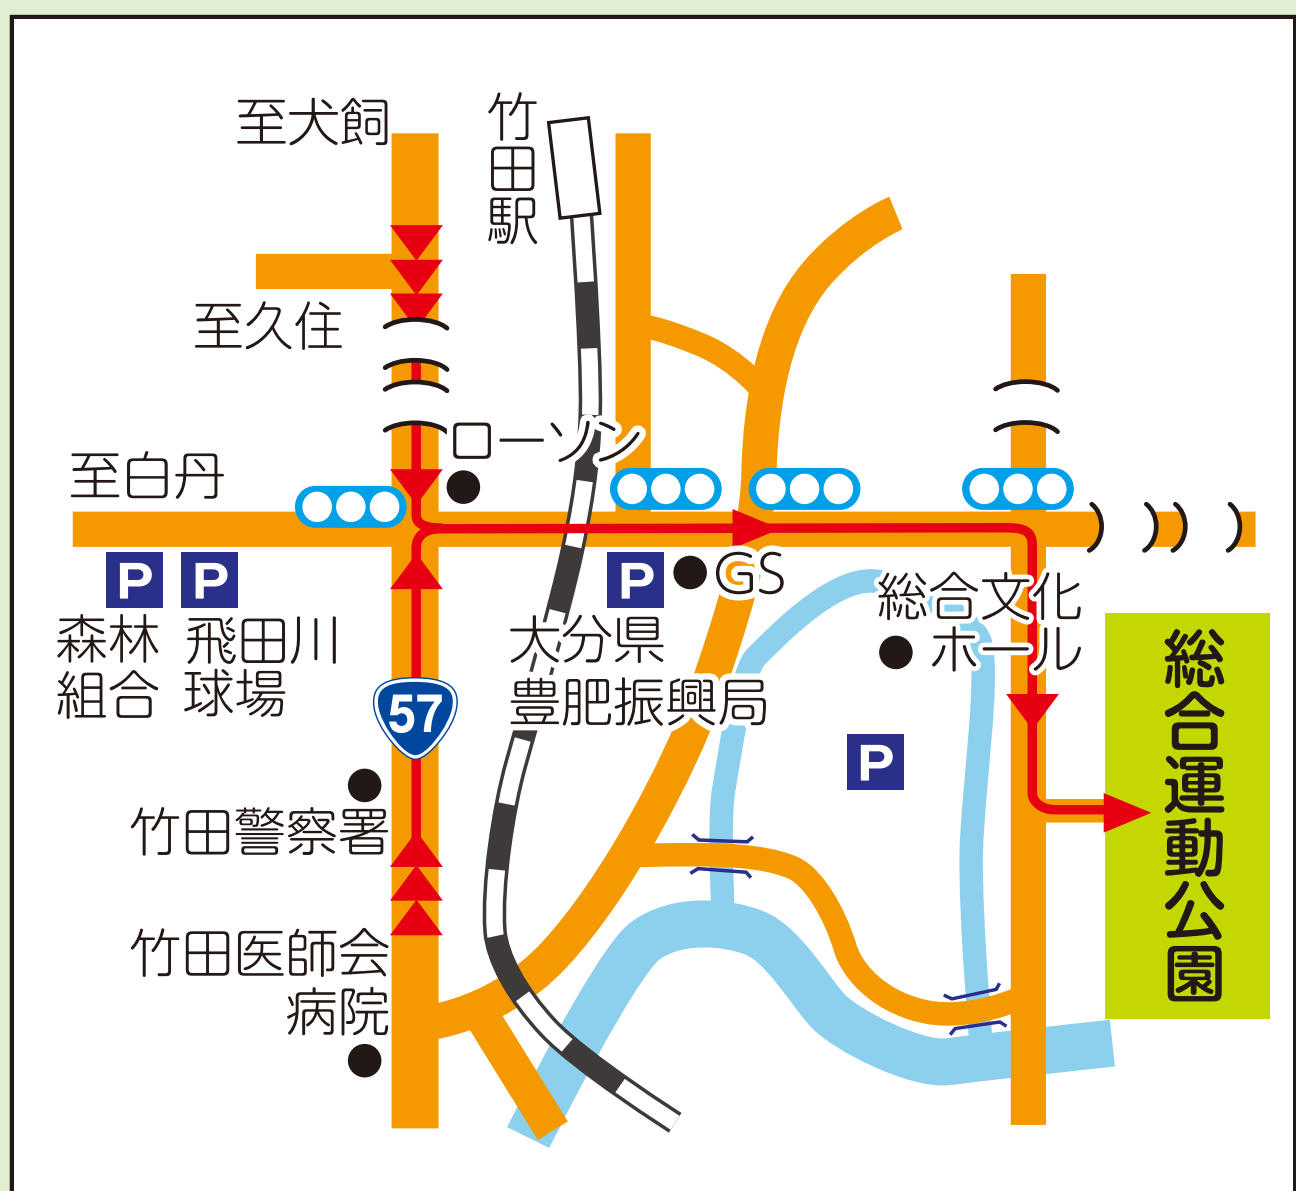 至犬飼
竹田駅
至久住
ローソン
至白丹
P
P
P
GS
森林
組合
飛田川
球場
大分県
豊肥振興局
総合文化
ホール
総合運動公園
57
P
竹田警察署
竹田医師会
病院